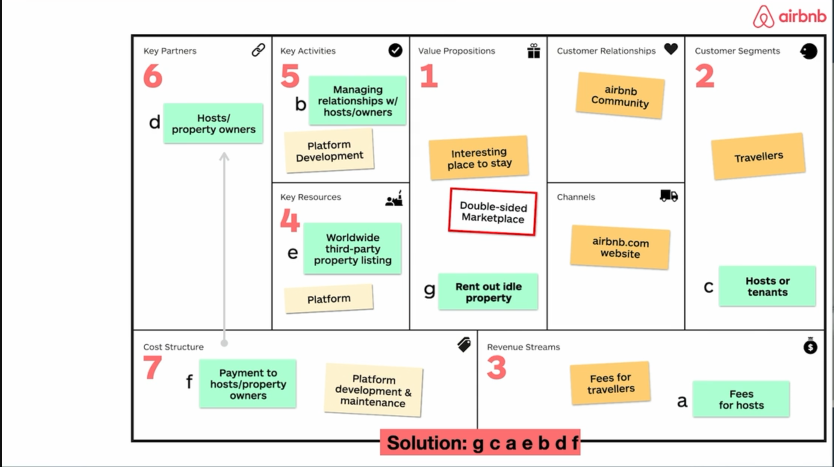 airbnb
Key Partners
6
d
Hosts/
property owners
Key Activities
5
b
Managing
relationships w/
hosts/owners
Platform
Development
Key Resources
4
e
Worldwide
third-party
property listing
Platform
Value Propositions
1
Interesting
place to stay
Double-sided
Marketplace
g
Rent out idle
property
Customer Relationships
airbnb
Community
Channels
airbnb.com
website
Customer Segments
2
Travellers
c
Hosts or
tenants
Cost Structure
7
f
Payment to
hosts/property
owners
Platform
development &
maintenance
Revenue Streams
$
3
Fees for
travellers
a
Fees
for hosts
Solution: g c a e b d f